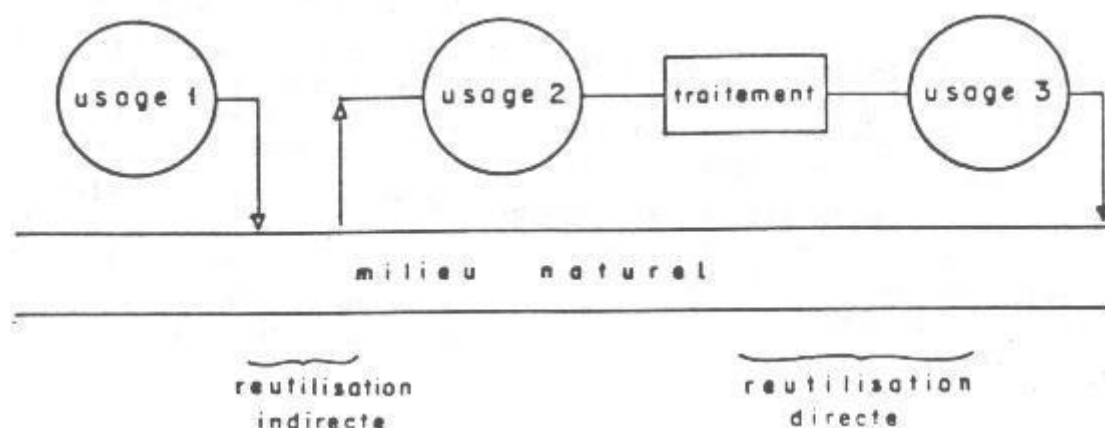 usage 1
usage 2
traitement
usage 3
milieu naturel
reutilisation
indirecte
reutilisation
directe